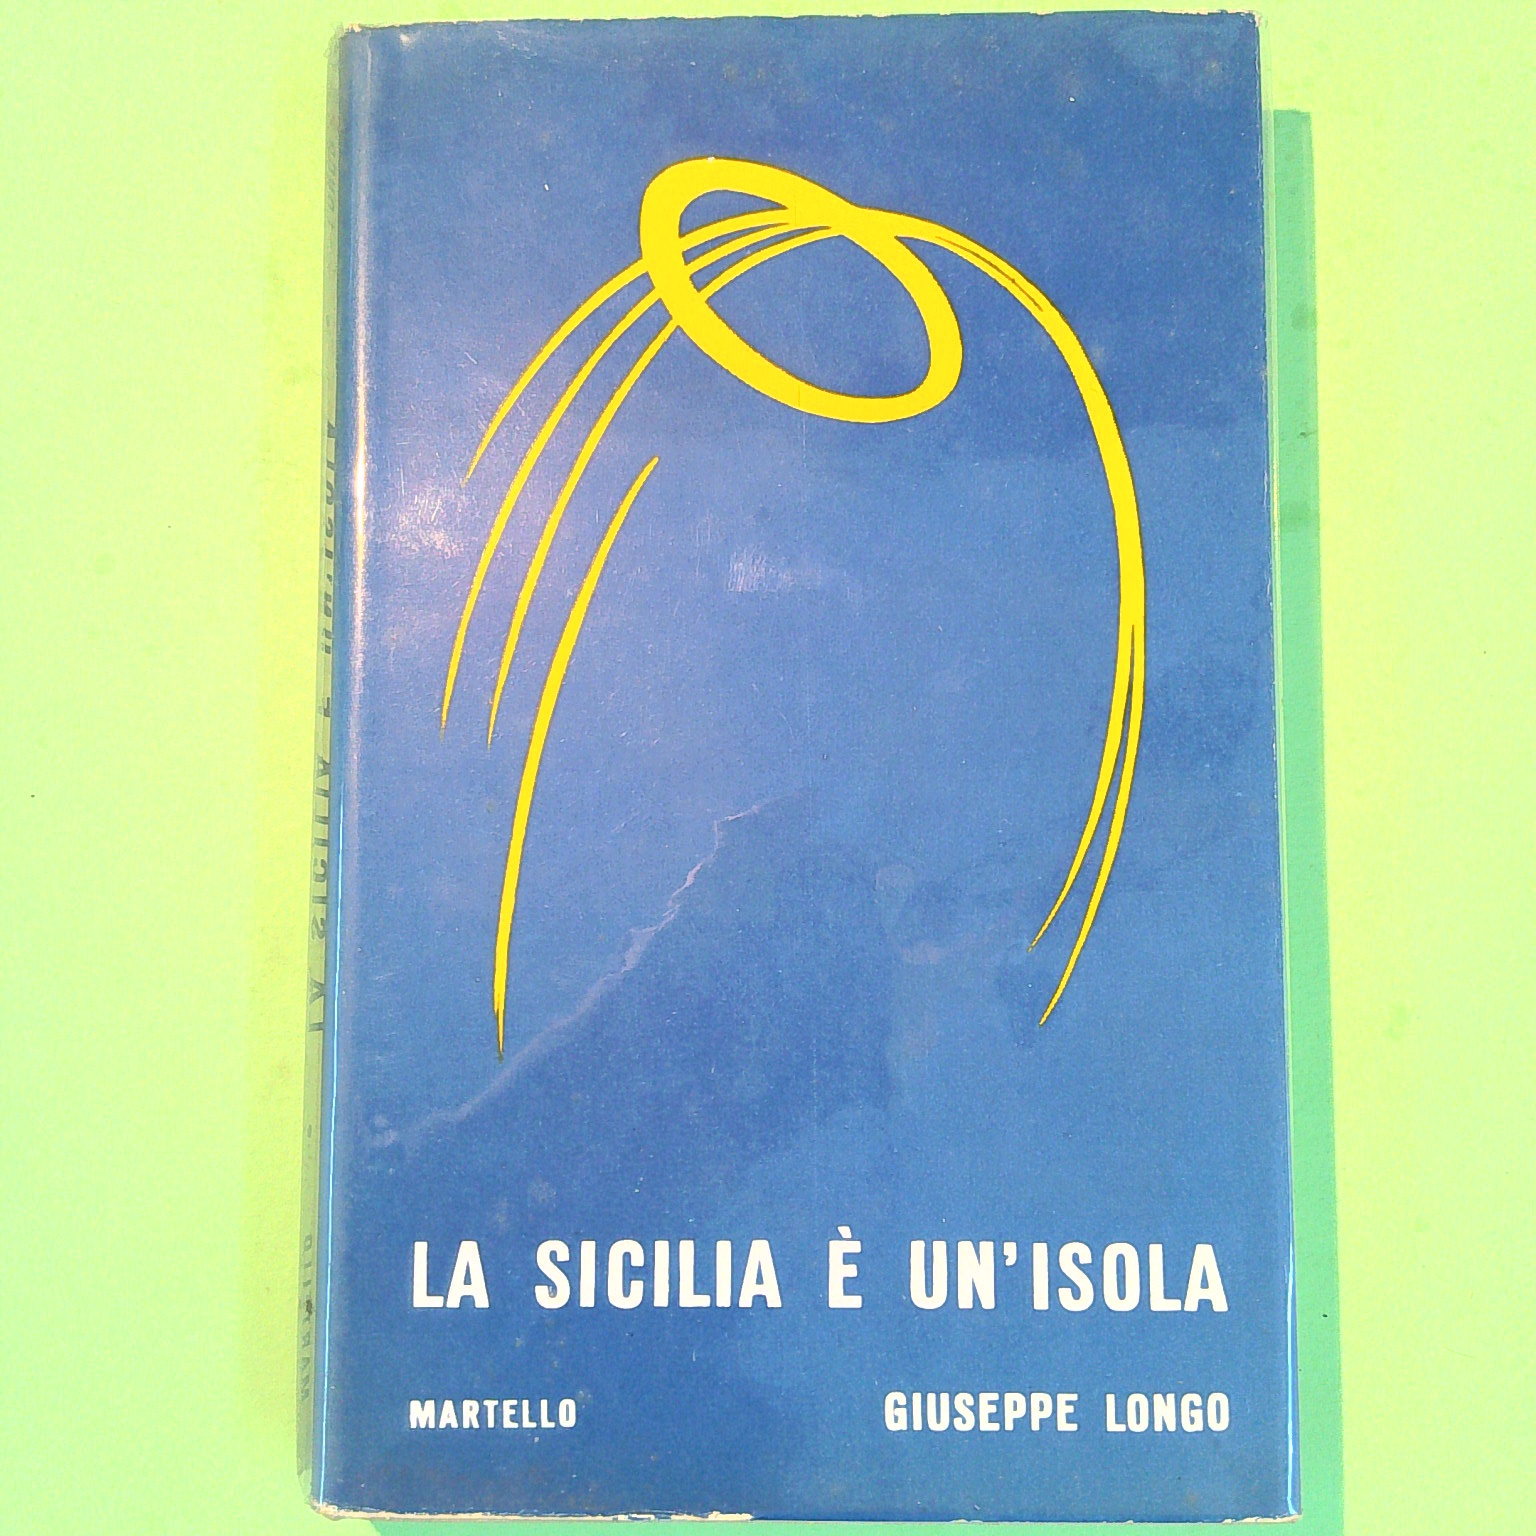 LA SICILIA È UN'ISOLA
MARTELLO
GIUSEPPE LONGO